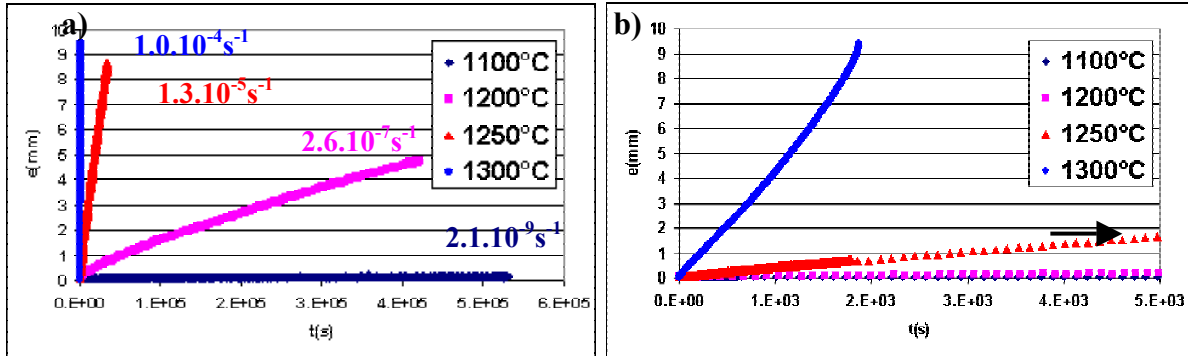 a)
1.0.10-4s-1
1.3.10-5s-1
2.6.10-7s-1
2.1.10-9s-1
1100°C
1200°C
1250°C
1300°C
e(mm)
10
9
8
7
6
5
4
3
2
1
0
0.E+00
1.E+05
2.E+05
3.E+05
4.E+05
5.E+05
6.E+05
t(s)
b)
1100°C
1200°C
1250°C
1300°C
e(mm)
10
9
8
7
6
5
4
3
2
1
0
0.E+00
1.E+03
2.E+03
3.E+03
4.E+03
5.E+03
t(s)